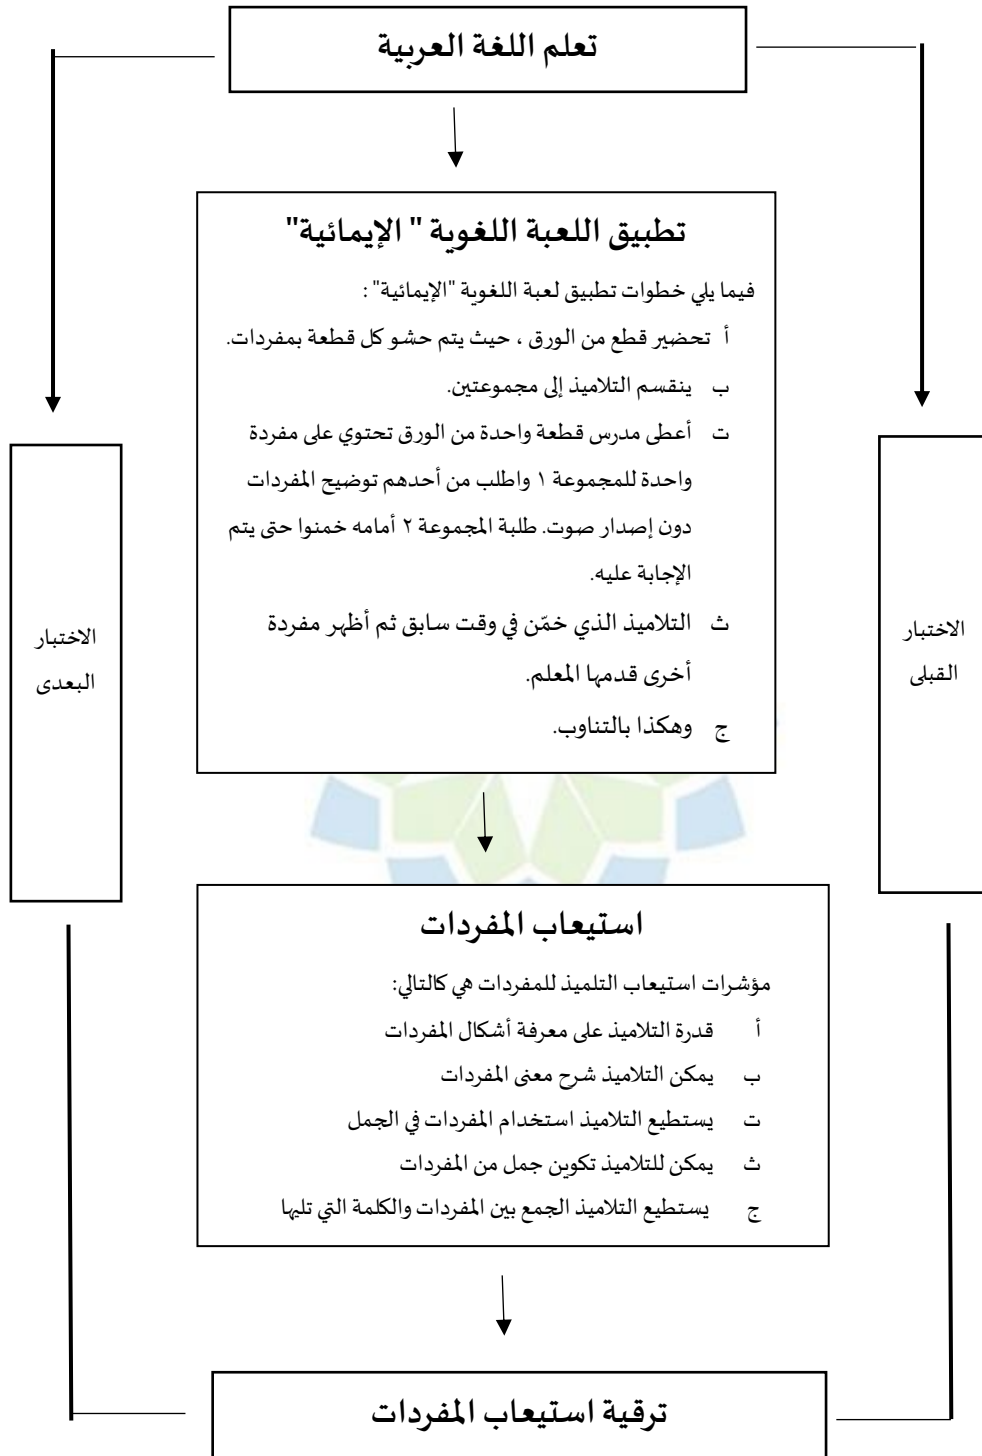 تعلم اللغة العربية
تطبيق اللعبة اللغوية " الإيمائية"
فيما يلي خطوات تطبيق لعبة اللغوية "الإيمائية" :
أ تحضير قطع من الورق ، حيث يتم حشو كل قطعة بمفردات.
ب ينقسم التلاميذ إلى مجموعتين.
ت أعطى مدرس قطعة واحدة من الورق تحتوي على مفردة
واحدة للمجموعة ١ واطلب من أحدهم توضيح المفردات
دون إصدار صوت. طلبة المجموعة ٢ أمامه خمنوا حتى يتم
الإجابة عليه.
ث التلاميذ الذي خمّن في وقت سابق ثم أظهر مفردة
أخرى قدمها المعلم.
ج وهكذا بالتناوب.
الاختبار
القبلى
الاختبار
البعدى
استيعاب المفردات
مؤشرات استيعاب التلميذ للمفردات هي كالتالي:
أ قدرة التلاميذ على معرفة أشكال المفردات
ب يمكن التلاميذ شرح معنى المفردات
ت يستطيع التلاميذ استخدام المفردات في الجمل
ث يمكن للتلاميذ تكوين جمل من المفردات
ج يستطيع التلاميذ الجمع بين المفردات والكلمة التي تليها
ترقية استيعاب المفردات